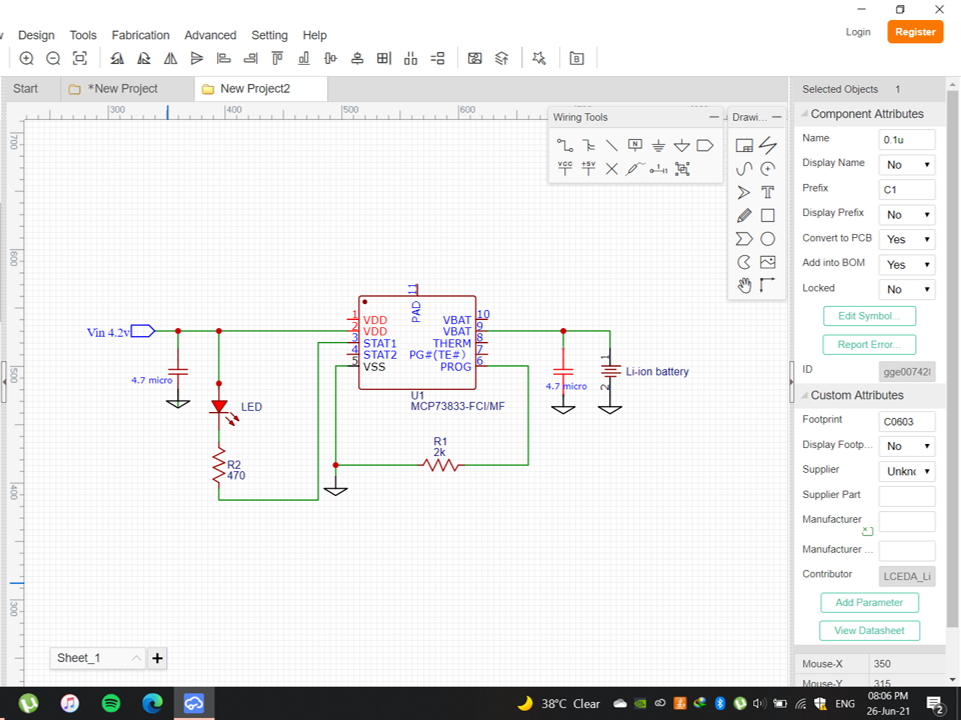 Login
Register
Design Tools Fabrication Advanced Setting Help
Start
*New Project
New Project2
300 400 500 600
700
600
500
400
300
Wiring Tools
Drawi...
N
VCC
+5V
T
B
Vin 4.2v
4.7 micro
LED
R2
470
1 VDD
2 VDD
3 STAT1
4 STAT2
5 VSS
PAD 11
VBAT 10
VBAT 9
THERM 8
PG#(TE#) 7
PROG 6
U1
MCP73833-FCI/MF
R1
2k
4.7 micro
1
2
Li-ion battery
Selected Objects 1
Component Attributes
Name 0.1u
Display Name No
Prefix C1
Display Prefix No
Convert to PCB Yes
Add into BOM Yes
Locked No
Edit Symbol...
Report Error...
ID gge00742
Custom Attributes
Footprint C0603
Display Footp... No
Supplier Unkno
Supplier Part
Manufacturer
Manufacturer ...
Contributor LCEDA_Li
Add Parameter
View Datasheet
Mouse-X 350
Mouse-Y 315
Sheet_1
38°C Clear
ENG
08:06 PM
26-Jun-21
2